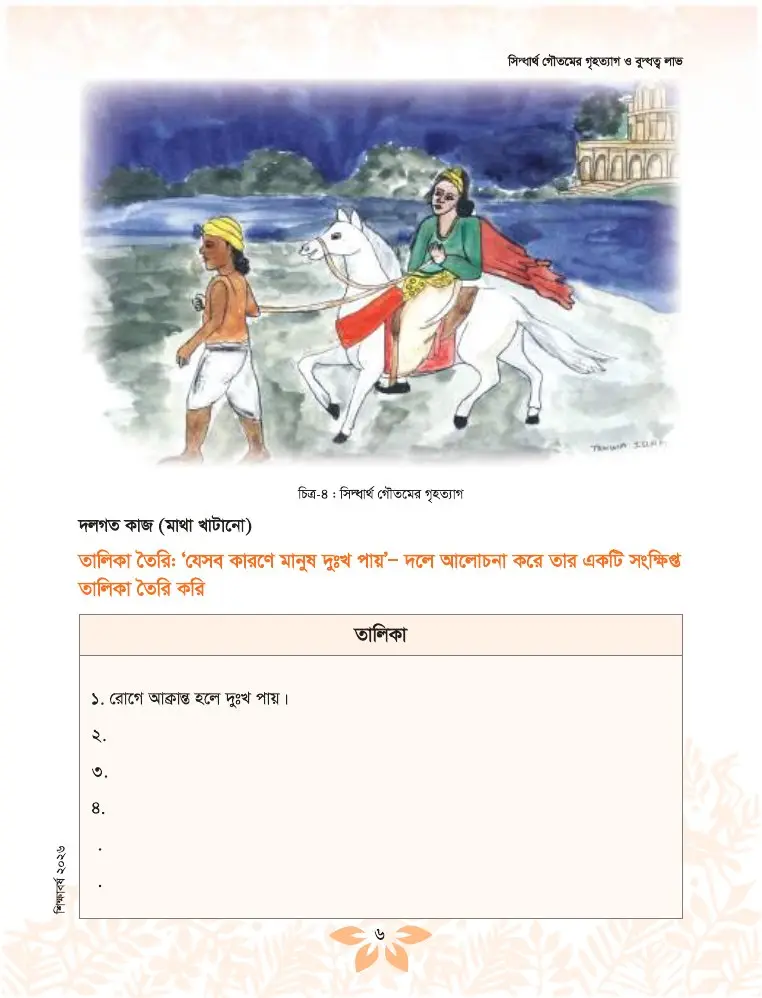 সিদ্ধার্থ গৌতমের গৃহত্যাগ ও বুদ্ধত্ব লাভ
চিত্র-৪ : সিদ্ধার্থ গৌতমের গৃহত্যাগ
দলগত কাজ (মাথা খাটানো)
তালিকা তৈরি: ‘যেসব কারণে মানুষ দুঃখ পায়’– দলে আলোচনা করে তার একটি সংক্ষিপ্ত
তালিকা তৈরি করি
তালিকা
১. রোগে আক্রান্ত হলে দুঃখ পায়।
২.
৩.
৪.
.
.
শিক্ষাবর্ষ ২০২৬
৬